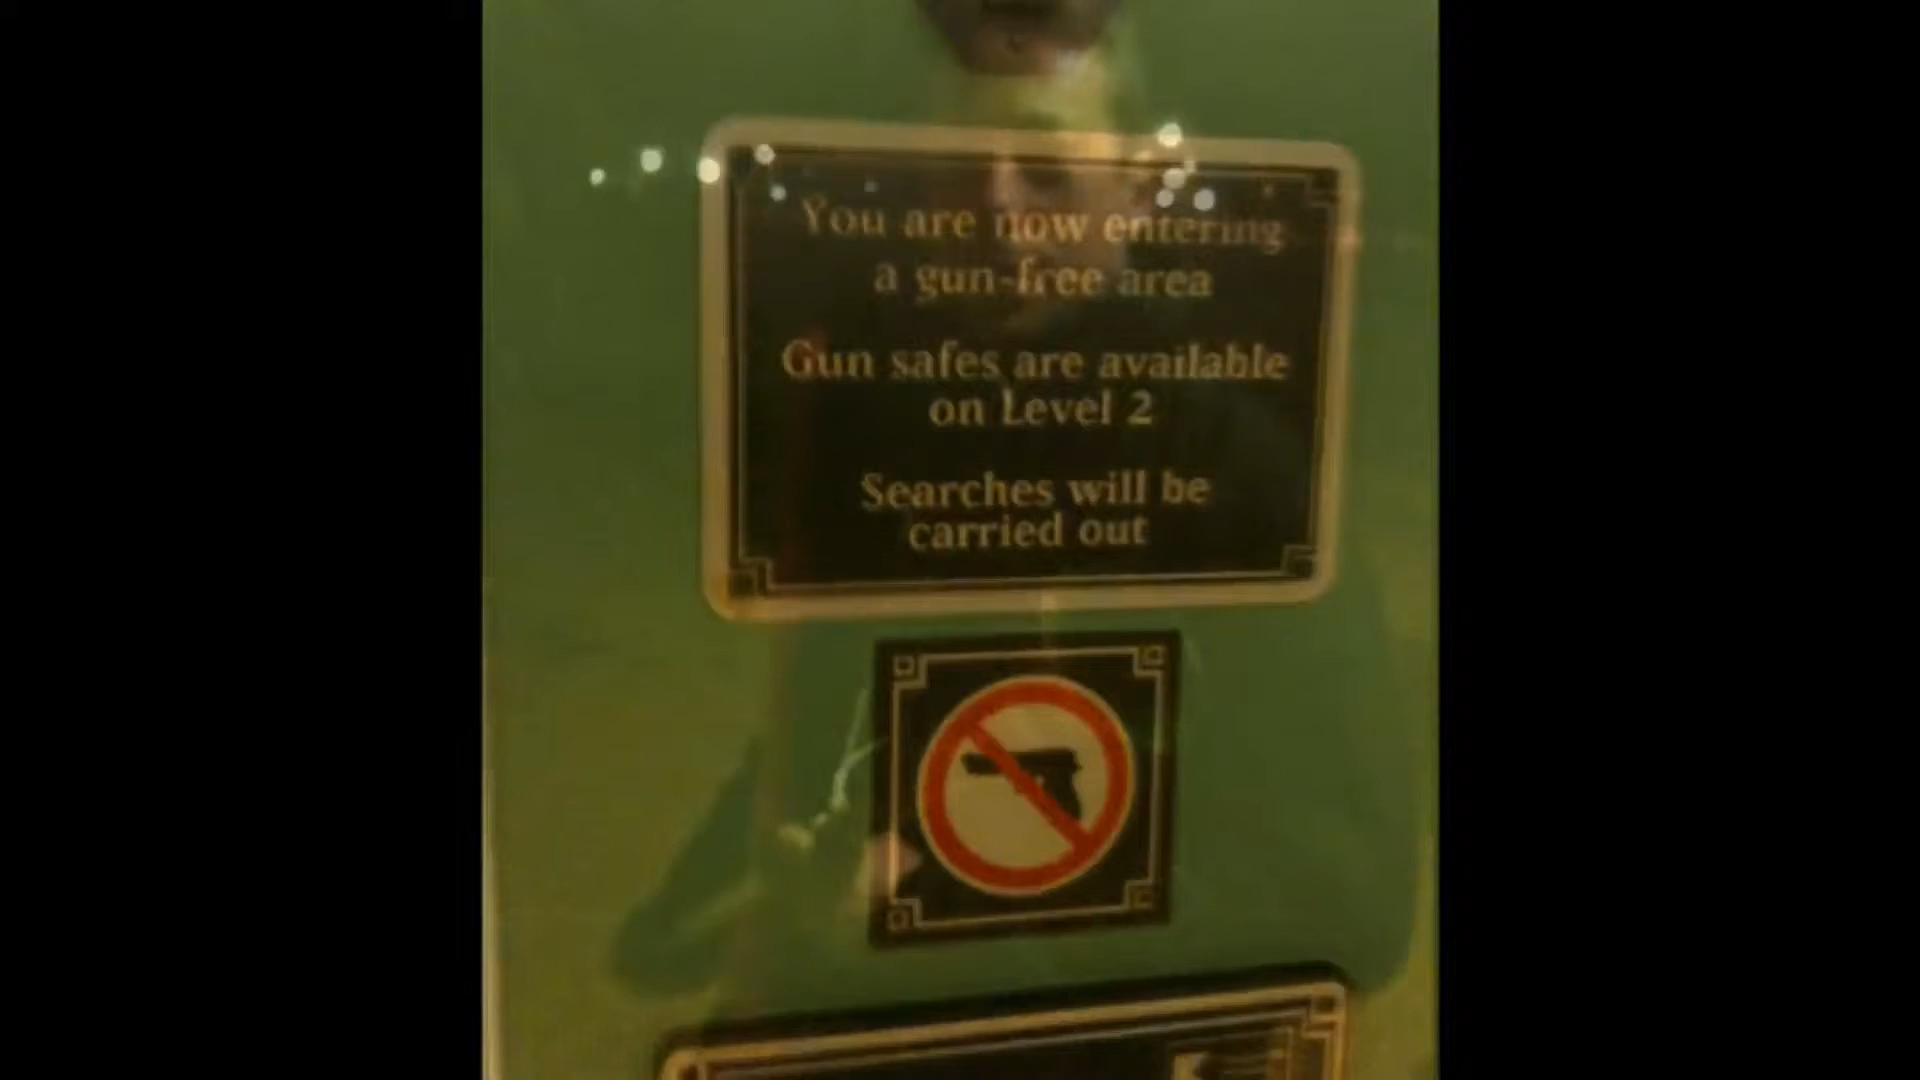 You are now entering
a gun-free area
Gun safes are available
on Level 2
Searches will be
carried out